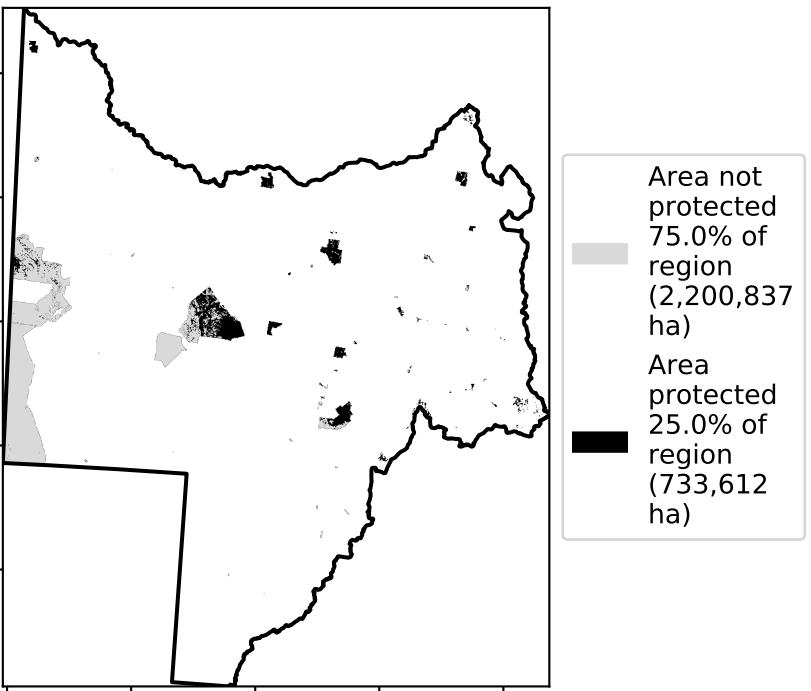 Area not
protected
75.0% of
region
(2,200,837
ha)
Area
protected
25.0% of
region
(733,612
ha)